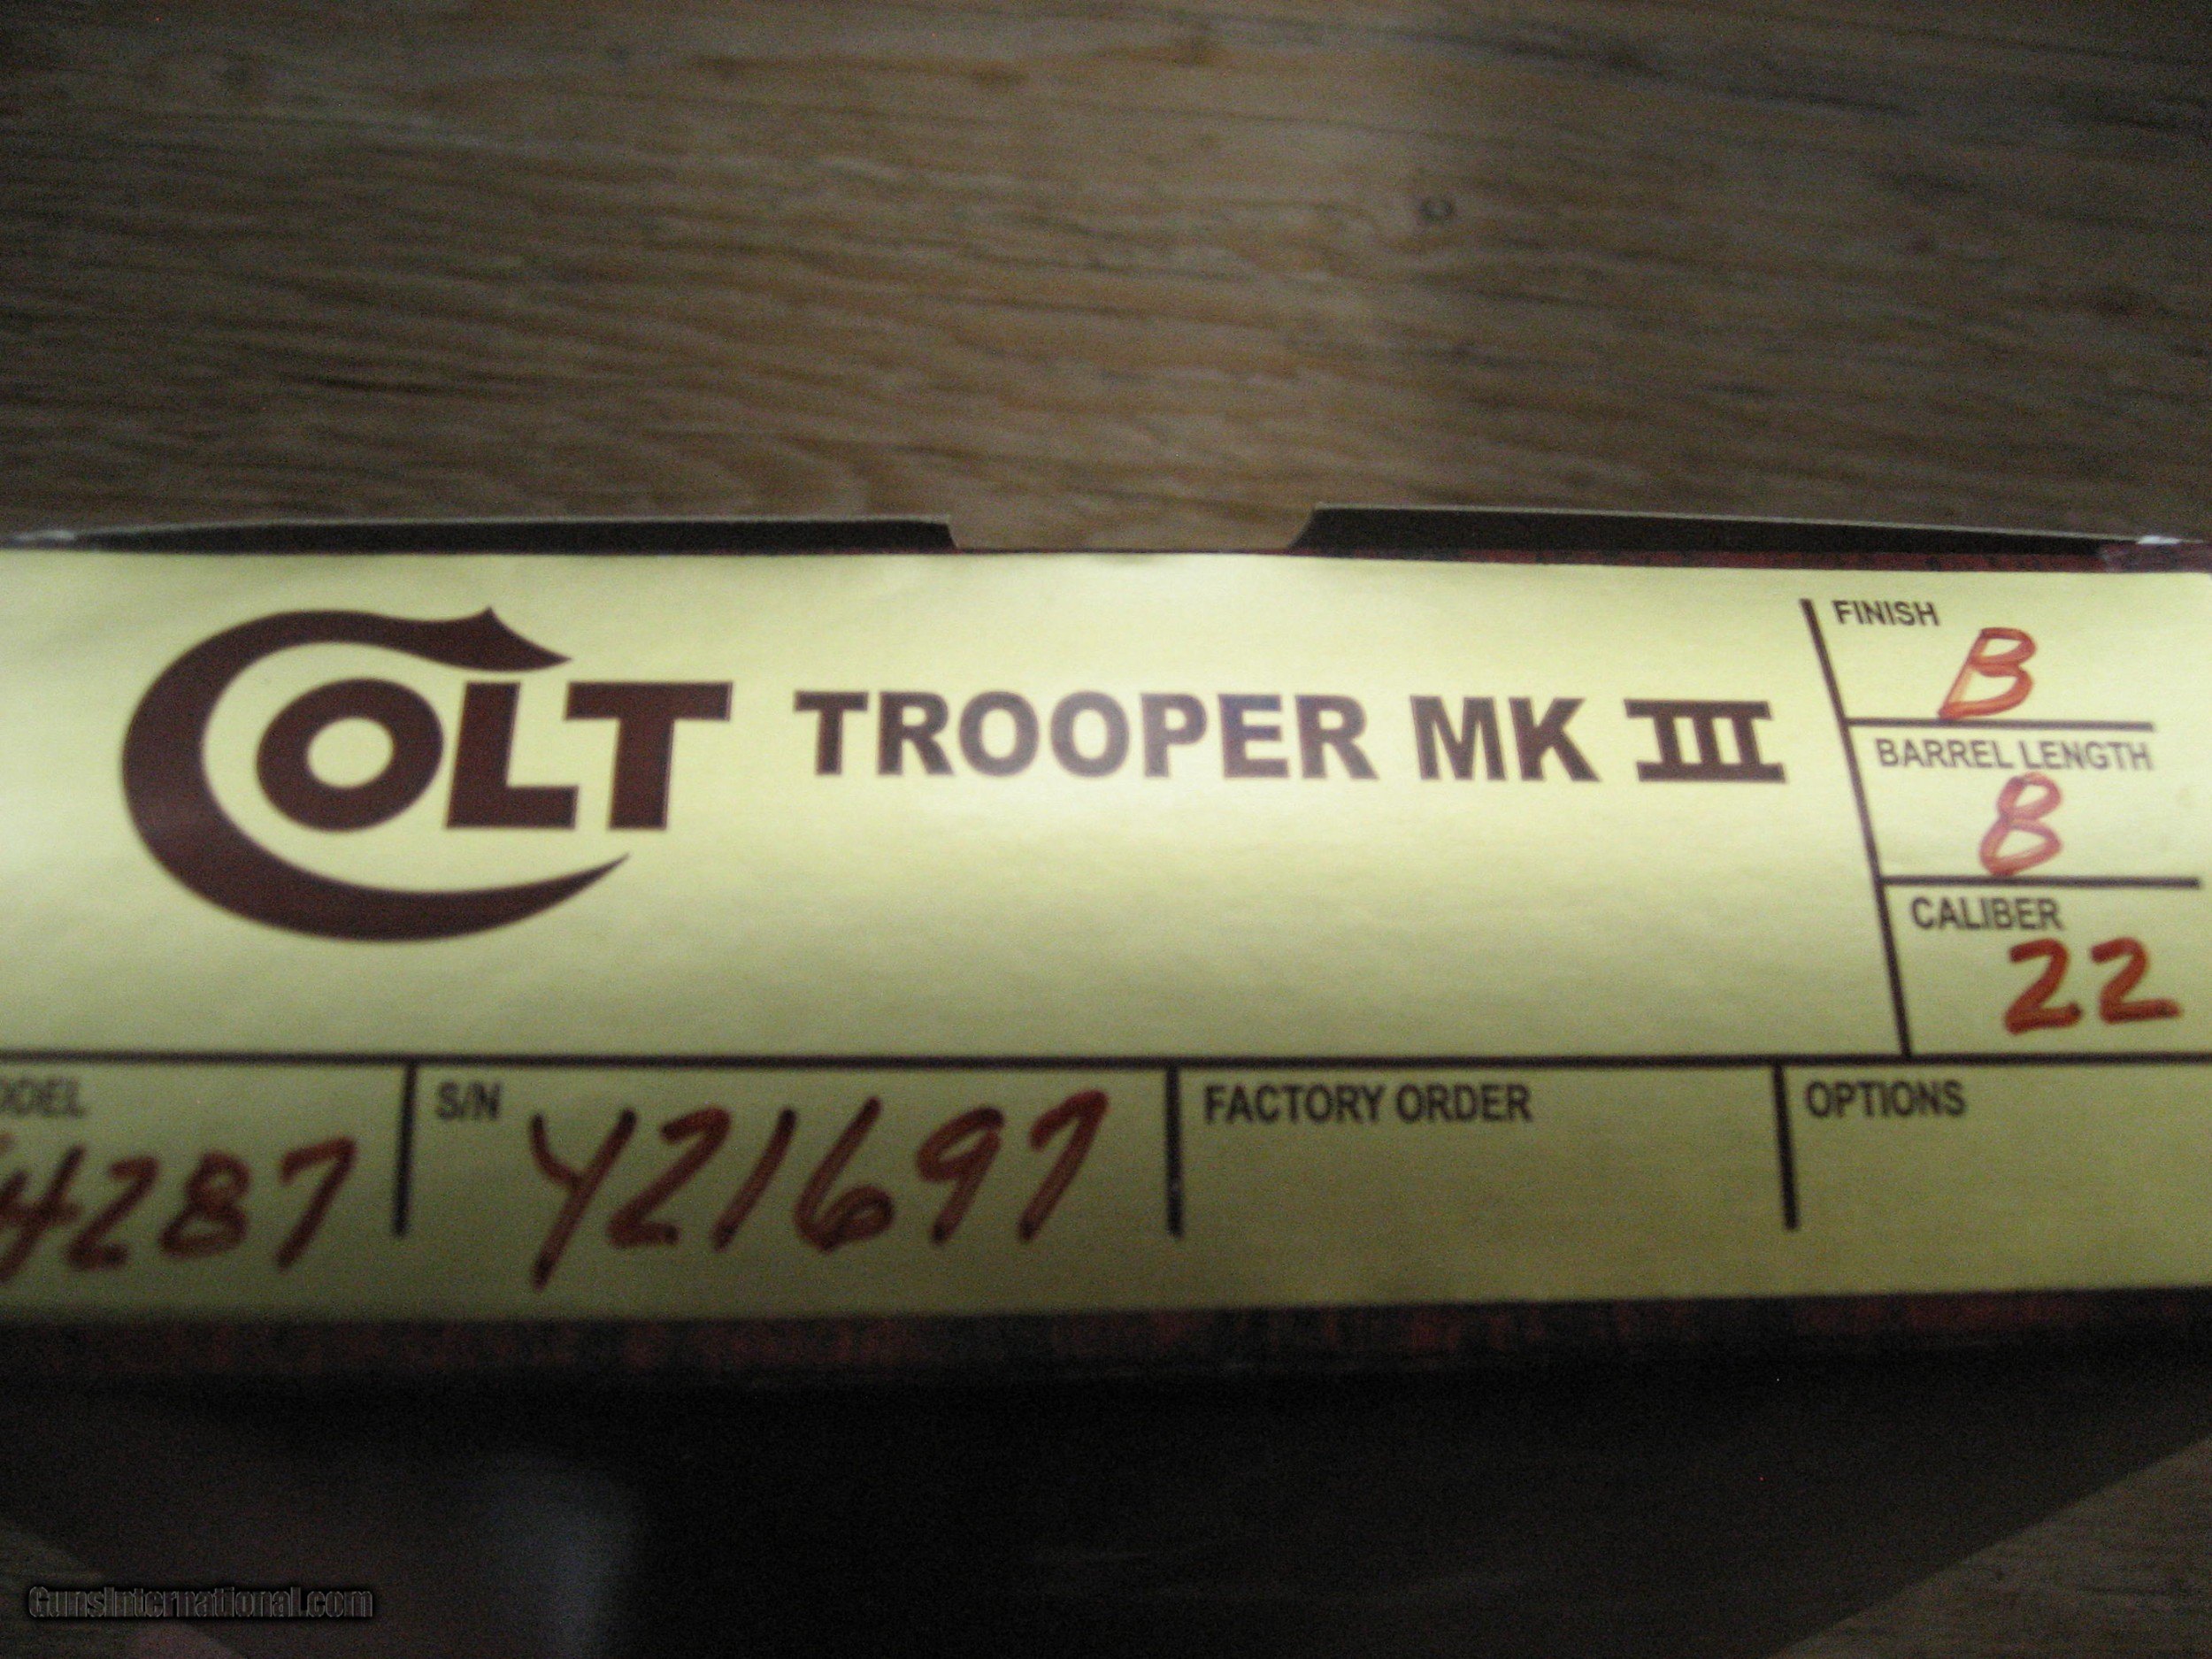 COLT TROOPER MK III
FINISH
B
BARREL LENGTH
8
CALIBER
22
S/N
Y21697
FACTORY ORDER
OPTIONS
4287
GunsInternational.com